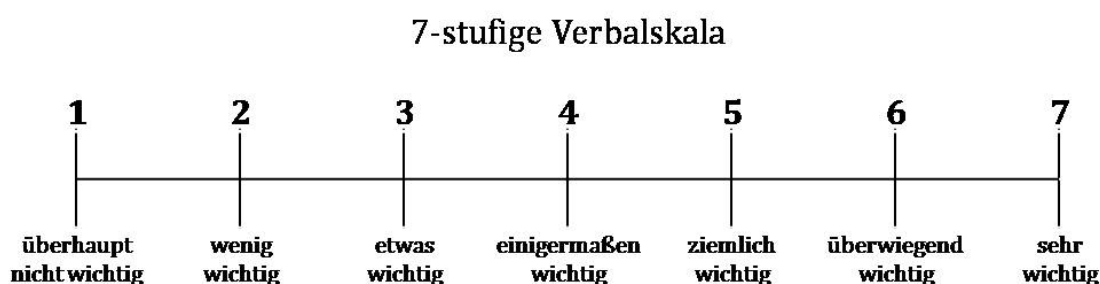 7-stufige Verbalskala
1 2 3 4 5 6 7
überhaupt wenig etwas einigermaßen ziemlich überwiegend sehr
nicht wichtig wichtig wichtig wichtig wichtig wichtig wichtig